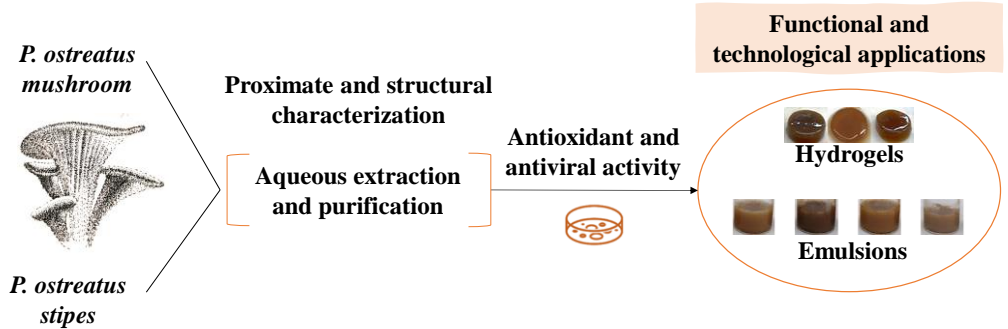 P. ostreatus
mushroom
P. ostreatus
stipes
Proximate and structural
characterization
Aqueous extraction
and purification
Antioxidant and
antiviral activity
Functional and
technological applications
Hydrogels
Emulsions